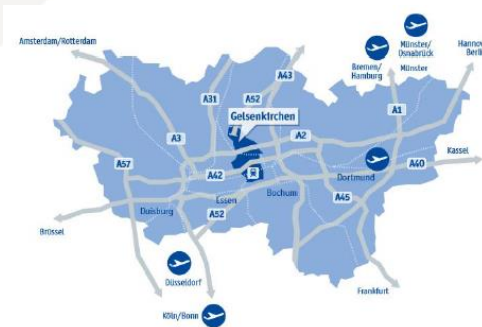 Amsterdam/Rotterdam
Münster/
Osnabrück
Hannover
Berlin
Bremen/
Hamburg
Münster
A43
A31
A52
A1
Gelsenkirchen
A3
A2
Kassel
A57
A42
A40
Dortmund
Essen
Bochum
A45
Duisburg
A52
Brüssel
Düsseldorf
Frankfurt
Köln/Bonn